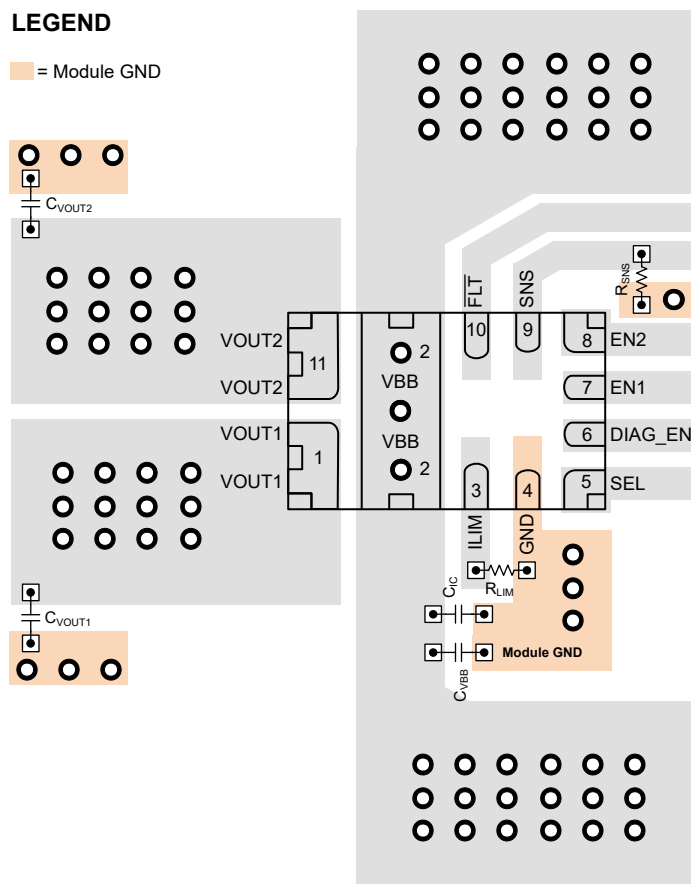 LEGEND
= Module GND
CVOUT2
RSNS
FLT
SNS
10
9
8
EN2
VOUT2
11
VOUT2
2
VBB
7
EN1
VOUT1
1
VOUT1
VBB
2
6
DIAG_EN
3
4
5
SEL
ILIM
GND
RLIM
CIC
CVOUT1
CVBB
Module GND